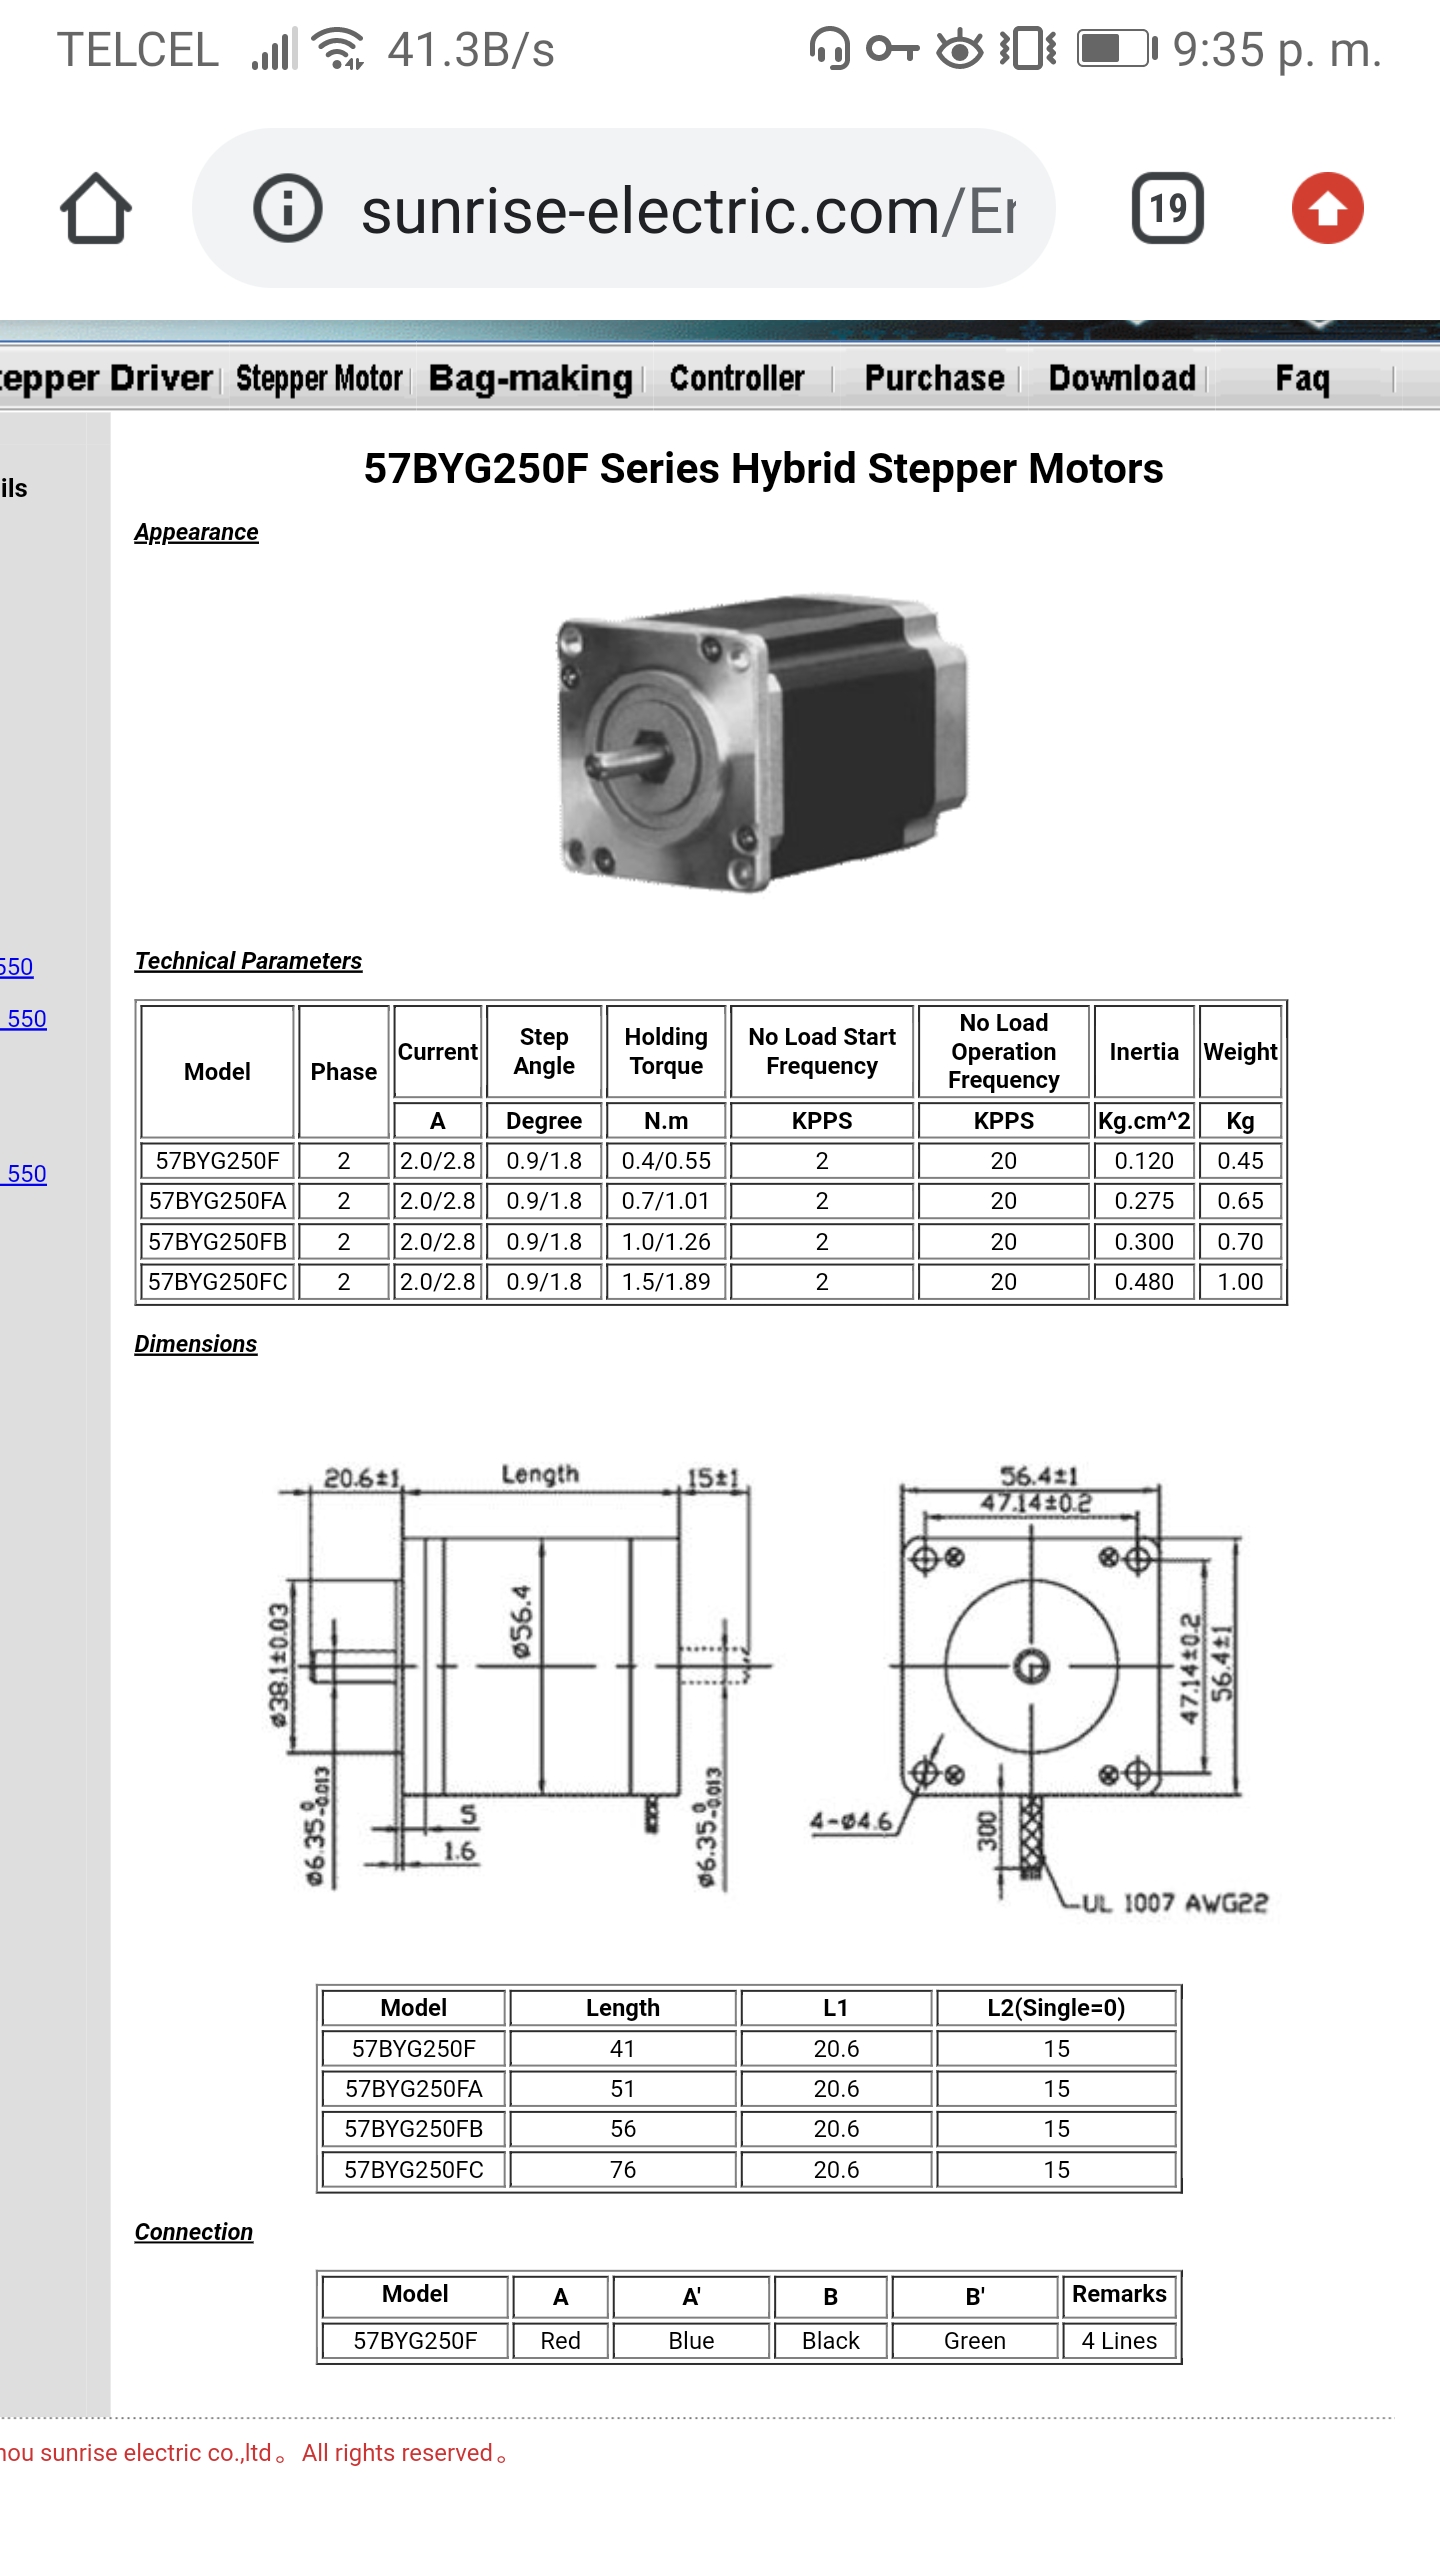 TELCEL 41.3B/s 9:35 p. m.
sunrise-electric.com/Er 19
tepper Driver Stepper Motor Bag-making Controller Purchase Download Faq
ils
57BYG250F Series Hybrid Stepper Motors
Appearance
Technical Parameters
550
550
550
Model Phase Current Step Angle Holding Torque No Load Start Frequency No Load Operation Frequency Inertia Weight
A Degree N.m KPPS KPPS Kg.cm^2 Kg
57BYG250F 2 2.0/2.8 0.9/1.8 0.4/0.55 2 20 0.120 0.45
57BYG250FA 2 2.0/2.8 0.9/1.8 0.7/1.01 2 20 0.275 0.65
57BYG250FB 2 2.0/2.8 0.9/1.8 1.0/1.26 2 20 0.300 0.70
57BYG250FC 2 2.0/2.8 0.9/1.8 1.5/1.89 2 20 0.480 1.00
Dimensions
20.6±1 Length 15±1
ø38.1±0.03
ø56.4
ø6.35 0 -0.013
5
1.6
ø6.35 0 -0.013
56.4±1
47.14±0.2
47.14±0.2
56.4±1
4-ø4.6
300
UL 1007 AWG22
Model Length L1 L2(Single=0)
57BYG250F 41 20.6 15
57BYG250FA 51 20.6 15
57BYG250FB 56 20.6 15
57BYG250FC 76 20.6 15
Connection
Model A A' B B' Remarks
57BYG250F Red Blue Black Green 4 Lines
hou sunrise electric co.,ltd。 All rights reserved。